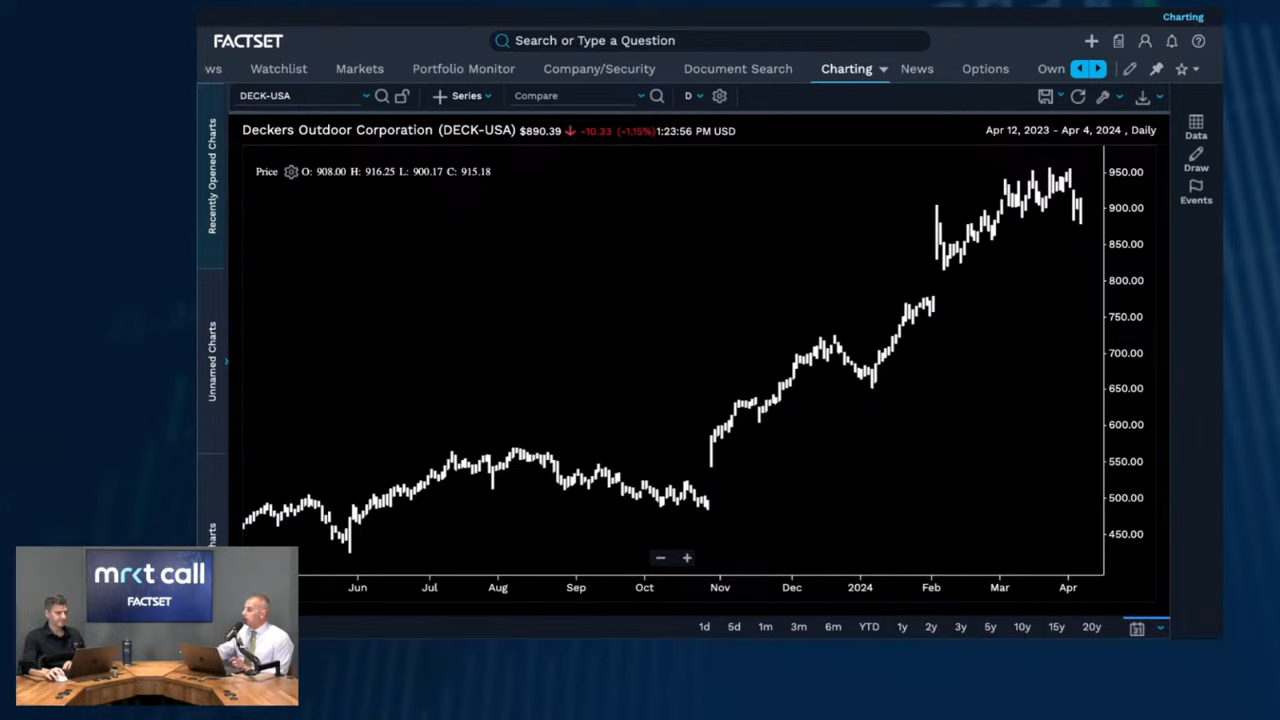 Charting
FACTSET
Search or Type a Question
ws Watchlist Markets Portfolio Monitor Company/Security Document Search Charting News Options Own
DECK-USA Series Compare D
Deckers Outdoor Corporation (DECK-USA) $890.39 -10.33 (-1.15%) 1:23:56 PM USD
Apr 12, 2023 - Apr 4, 2024 , Daily
Price O: 908.00 H: 916.25 L: 900.17 C: 915.18
Recently Opened Charts
Unnamed Charts
harts
Data
Draw
Events
950.00
900.00
850.00
800.00
750.00
700.00
650.00
600.00
550.00
500.00
450.00
Jun Jul Aug Sep Oct Nov Dec 2024 Feb Mar Apr
1d 5d 1m 3m 6m YTD 1y 2y 3y 5y 10y 15y 20y
31
mrkt call
FACTSET